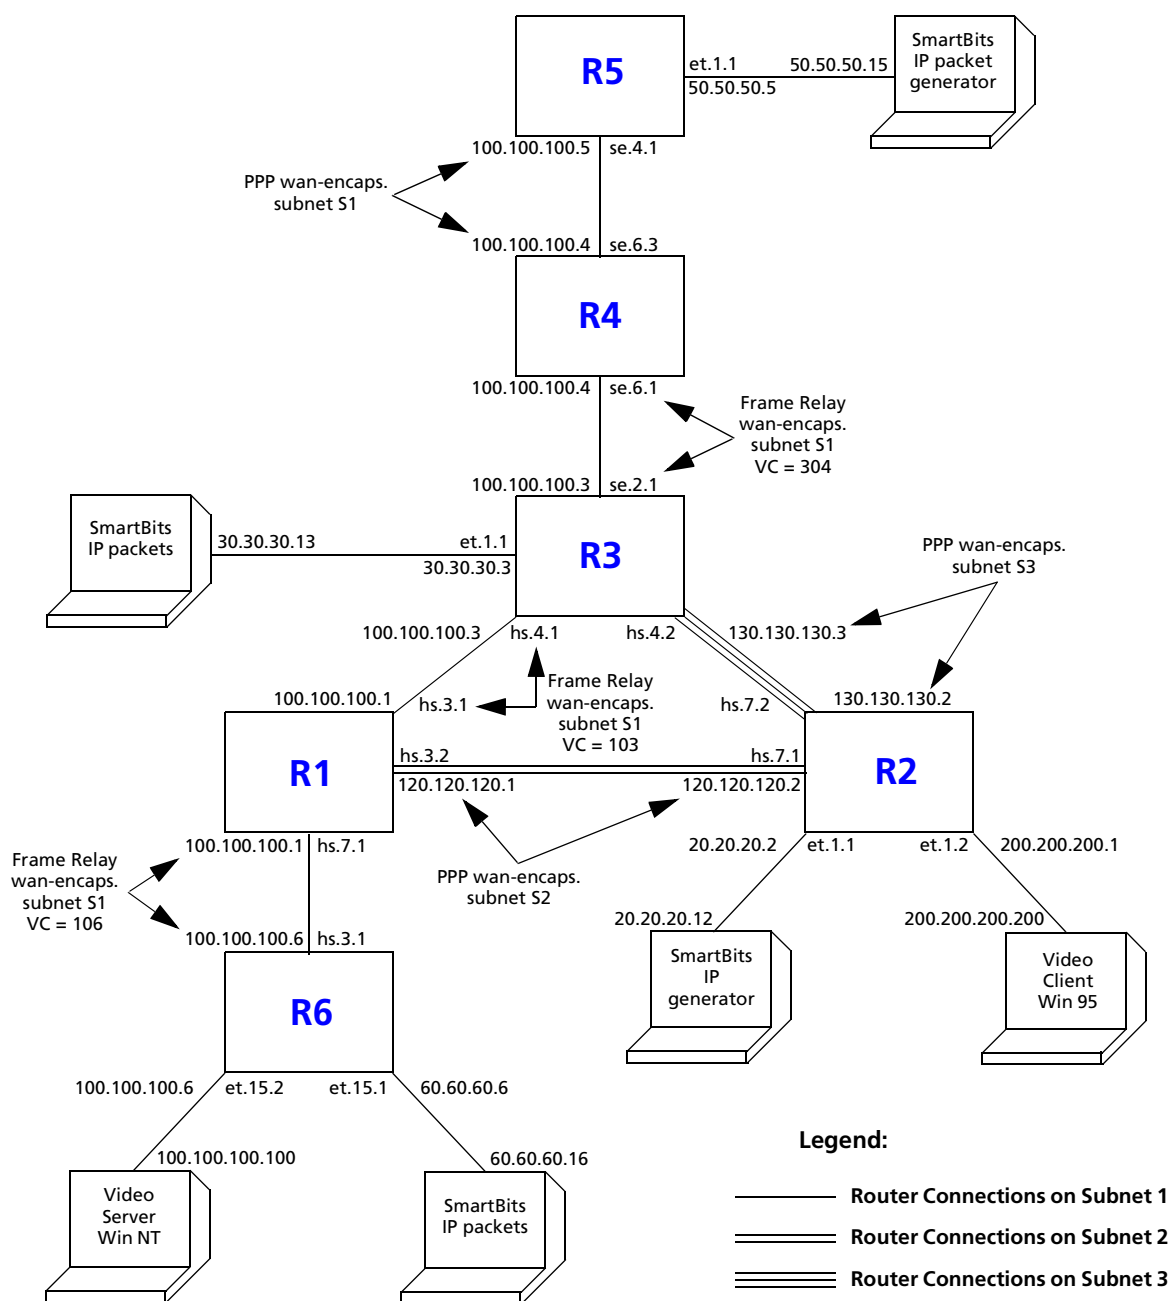 R5
et.1.1
50.50.50.15
50.50.50.5
SmartBits
IP packet
generator
100.100.100.5
se.4.1
PPP wan-encaps.
subnet S1
100.100.100.4
se.6.3
R4
100.100.100.4
se.6.1
Frame Relay
wan-encaps.
subnet S1
VC = 304
100.100.100.3
se.2.1
SmartBits
IP packets
30.30.30.13
et.1.1
30.30.30.3
R3
PPP wan-encaps.
subnet S3
100.100.100.3
hs.4.1
hs.4.2
130.130.130.3
Frame Relay
wan-encaps.
subnet S1
VC = 103
100.100.100.1
hs.3.1
hs.7.2
130.130.130.2
R1
hs.3.2
hs.7.1
120.120.120.1
120.120.120.2
R2
100.100.100.1
hs.7.1
20.20.20.2
et.1.1
et.1.2
200.200.200.1
Frame Relay
wan-encaps.
subnet S1
VC = 106
PPP wan-encaps.
subnet S2
100.100.100.6
hs.3.1
20.20.20.12
200.200.200.200
SmartBits
IP
generator
Video
Client
Win 95
R6
100.100.100.6
et.15.2
et.15.1
60.60.60.6
100.100.100.100
60.60.60.16
Video
Server
Win NT
SmartBits
IP packets
Legend:
Router Connections on Subnet 1
Router Connections on Subnet 2
Router Connections on Subnet 3